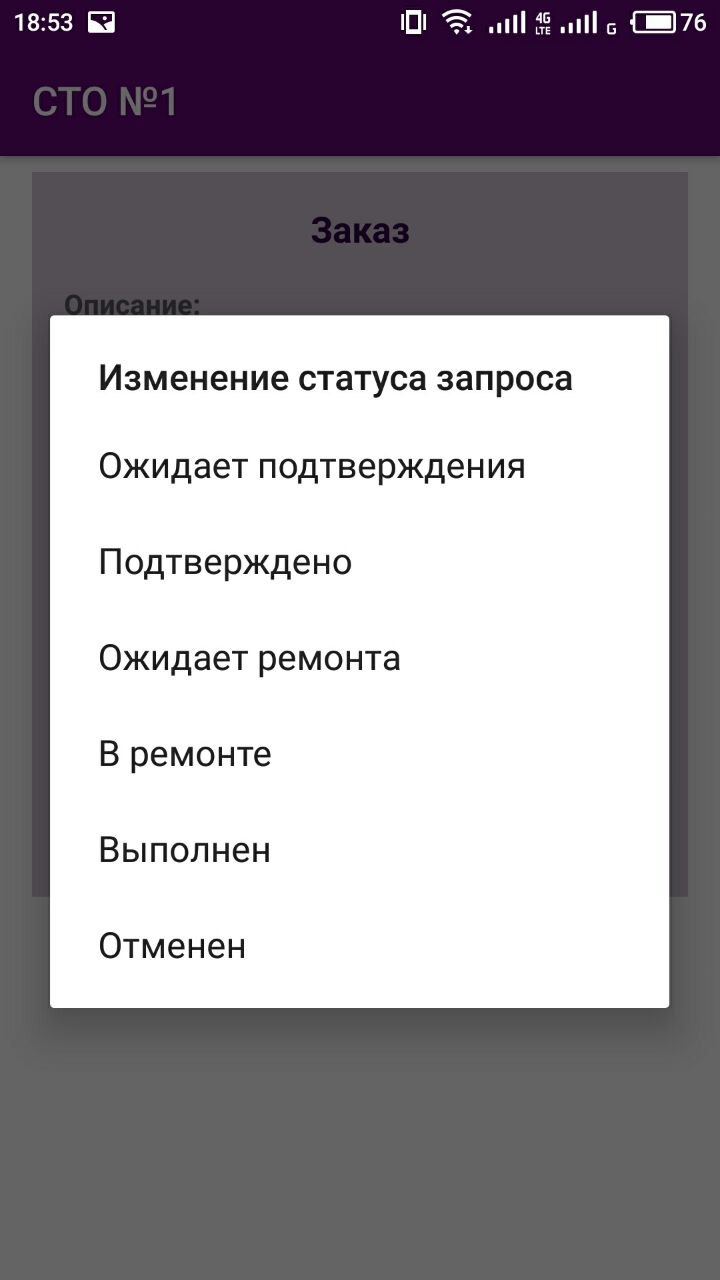 18:53 4G LTE G 76
СТО №1
Заказ
Описание:
Изменение статуса запроса
Ожидает подтверждения
Подтверждено
Ожидает ремонта
В ремонте
Выполнен
Отменен